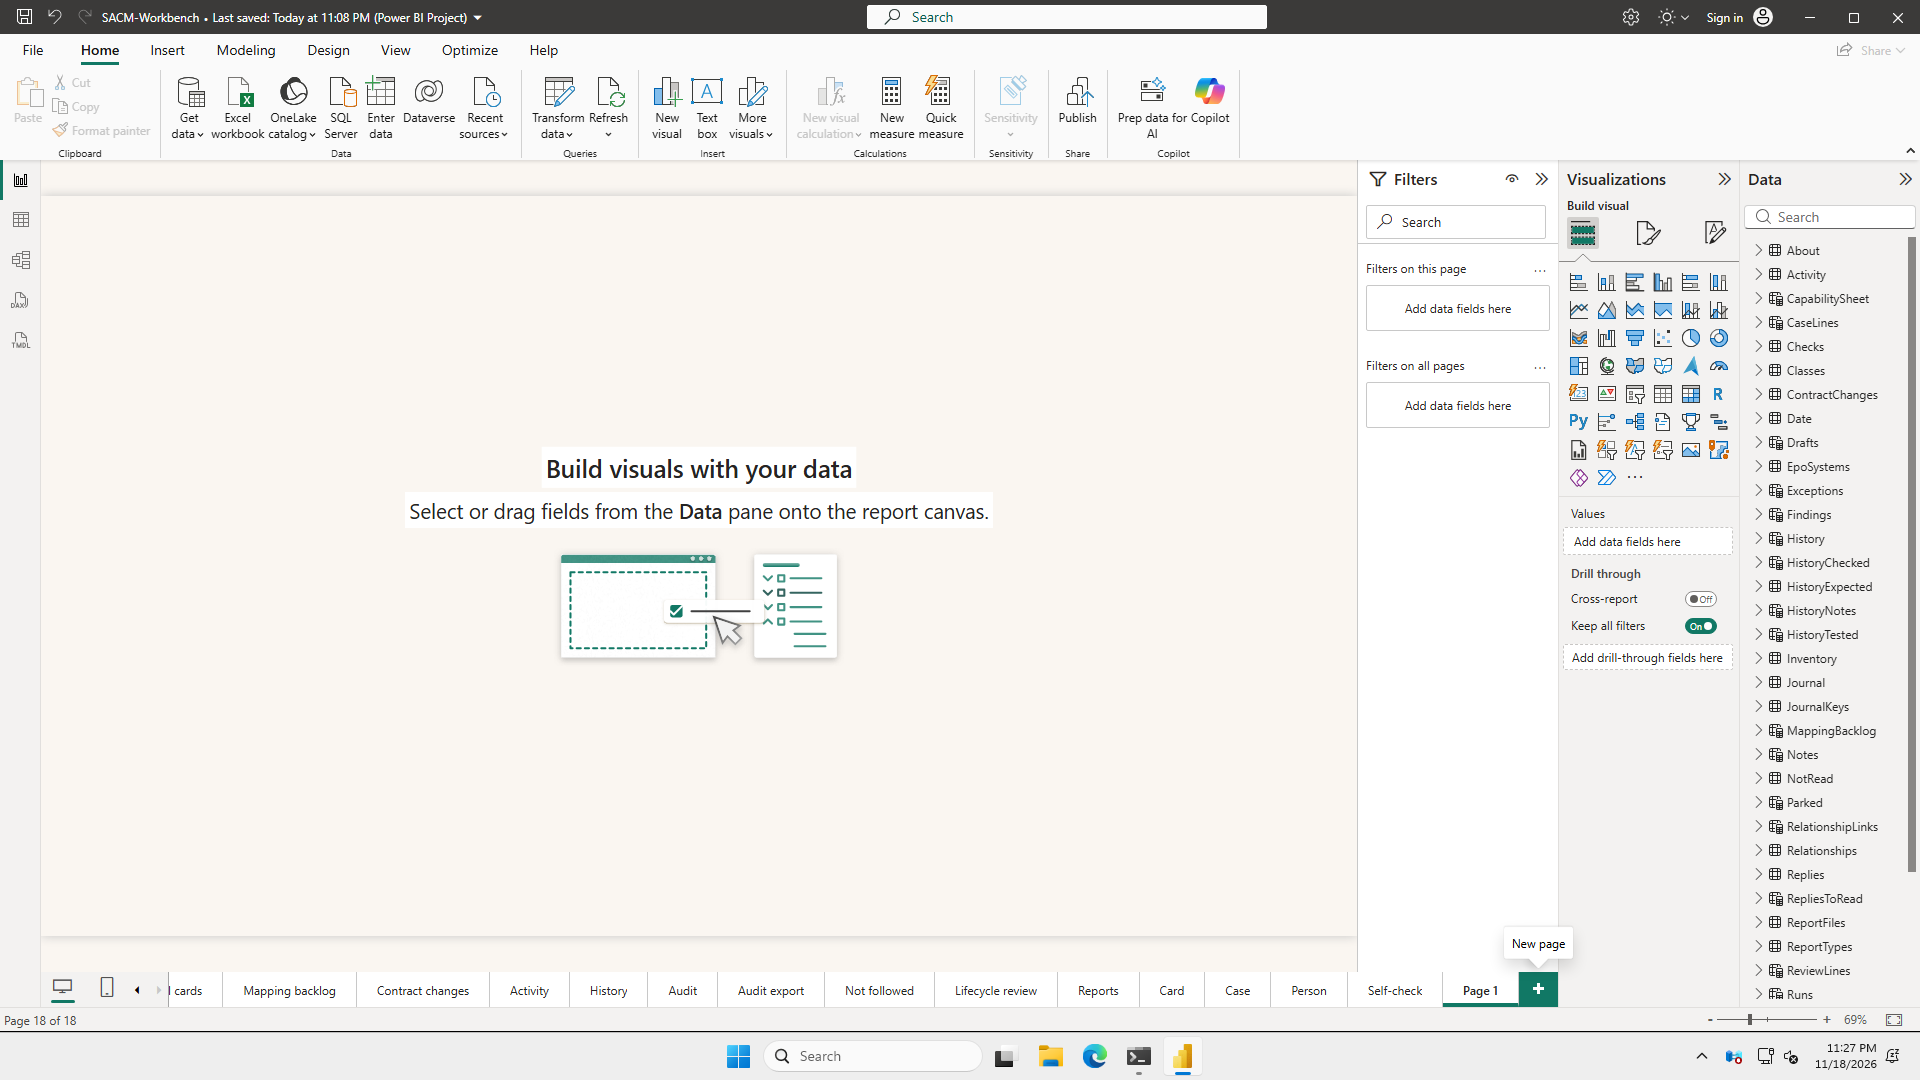 SACM-Workbench • Last saved: Today at 11:08 PM (Power BI Project)
Search
Sign in
File
Home
Insert
Modeling
Design
View
Optimize
Help
Share
Paste
Cut
Copy
Format painter
Clipboard
Get data
Excel workbook
OneLake catalog
SQL Server
Enter data
Dataverse
Recent sources
Data
Transform data
Refresh
Queries
New visual
Text box
More visuals
Insert
New visual calculation
New measure
Quick measure
Calculations
Sensitivity
Sensitivity
Publish
Share
Prep data for AI
Copilot
Copilot
DAX
TMDL
Build visuals with your data
Select or drag fields from the Data pane onto the report canvas.
Filters
Search
Filters on this page
...
Add data fields here
Filters on all pages
...
Add data fields here
Visualizations
Build visual
123
R
Py
...
Values
Add data fields here
Drill through
Cross-report
Off
Keep all filters
On
Add drill-through fields here
Data
Search
About
Activity
CapabilitySheet
CaseLines
Checks
Classes
ContractChanges
Date
Drafts
EpoSystems
Exceptions
Findings
History
HistoryChecked
HistoryExpected
HistoryNotes
HistoryTested
Inventory
Journal
JournalKeys
MappingBacklog
Notes
NotRead
Parked
RelationshipLinks
Relationships
Replies
RepliesToRead
ReportFiles
ReportTypes
ReviewLines
Runs
New page
l cards
Mapping backlog
Contract changes
Activity
History
Audit
Audit export
Not followed
Lifecycle review
Reports
Card
Case
Person
Self-check
Page 1
+
Page 18 of 18
-
+
69%
Search
11:27 PM
11/18/2026